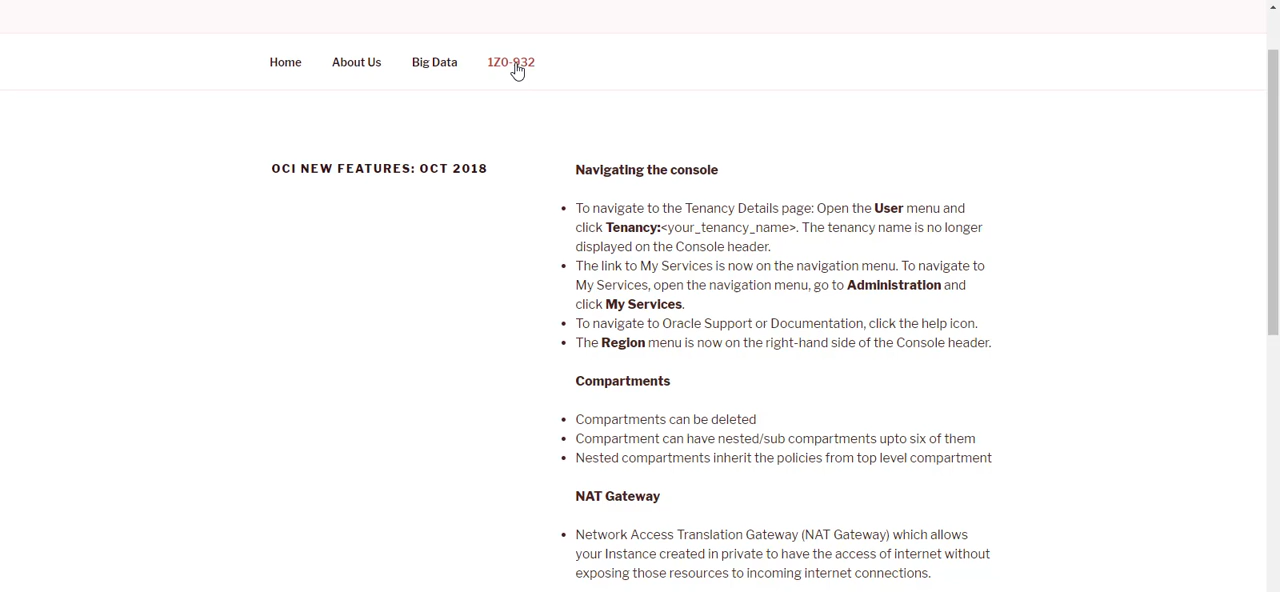 Home About Us Big Data 1Z0-932
OCI NEW FEATURES: OCT 2018
Navigating the console
• To navigate to the Tenancy Details page: Open the User menu and
click Tenancy:<your_tenancy_name>. The tenancy name is no longer
displayed on the Console header.
• The link to My Services is now on the navigation menu. To navigate to
My Services, open the navigation menu, go to Administration and
click My Services.
• To navigate to Oracle Support or Documentation, click the help icon.
• The Region menu is now on the right-hand side of the Console header.
Compartments
• Compartments can be deleted
• Compartment can have nested/sub compartments upto six of them
• Nested compartments inherit the policies from top level compartment
NAT Gateway
• Network Access Translation Gateway (NAT Gateway) which allows
your Instance created in private to have the access of internet without
exposing those resources to incoming internet connections.